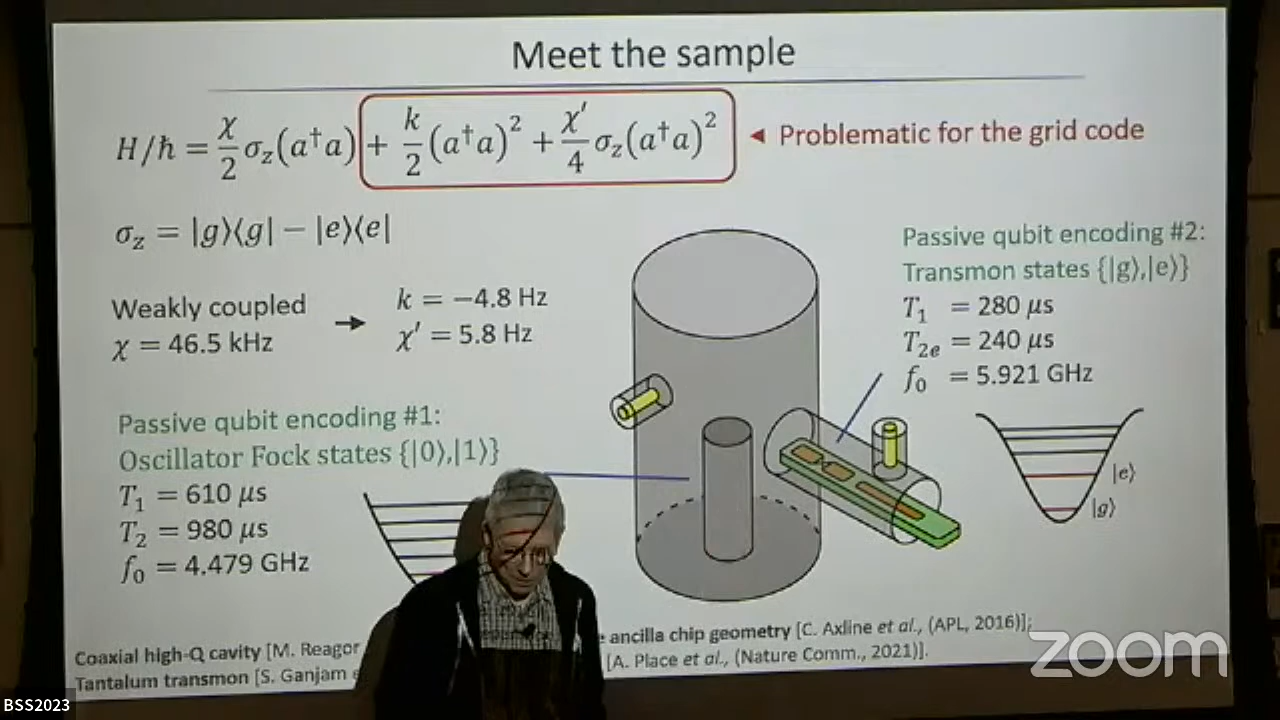 Meet the sample
H/ħ = χ/2 σ_z(a†a) + k/2 (a†a)² + χ′/4 σ_z(a†a)²
◄ Problematic for the grid code
σ_z = |g⟩⟨g| − |e⟩⟨e|
Weakly coupled
χ = 46.5 kHz
k = −4.8 Hz
χ′ = 5.8 Hz
Passive qubit encoding #2:
Transmon states {|g⟩,|e⟩}
T₁ = 280 μs
T₂ₑ = 240 μs
f₀ = 5.921 GHz
|e⟩
|g⟩
Passive qubit encoding #1:
Oscillator Fock states {|0⟩,|1⟩}
T₁ = 610 μs
T₂ = 980 μs
f₀ = 4.479 GHz
Coaxial high-Q cavity [M. Reagor e ancilla chip geometry [C. Axline et al., (APL, 2016)];
Tantalum transmon [S. Ganjam [A. Place et al., (Nature Comm., 2021)].
zoom
BSS2023